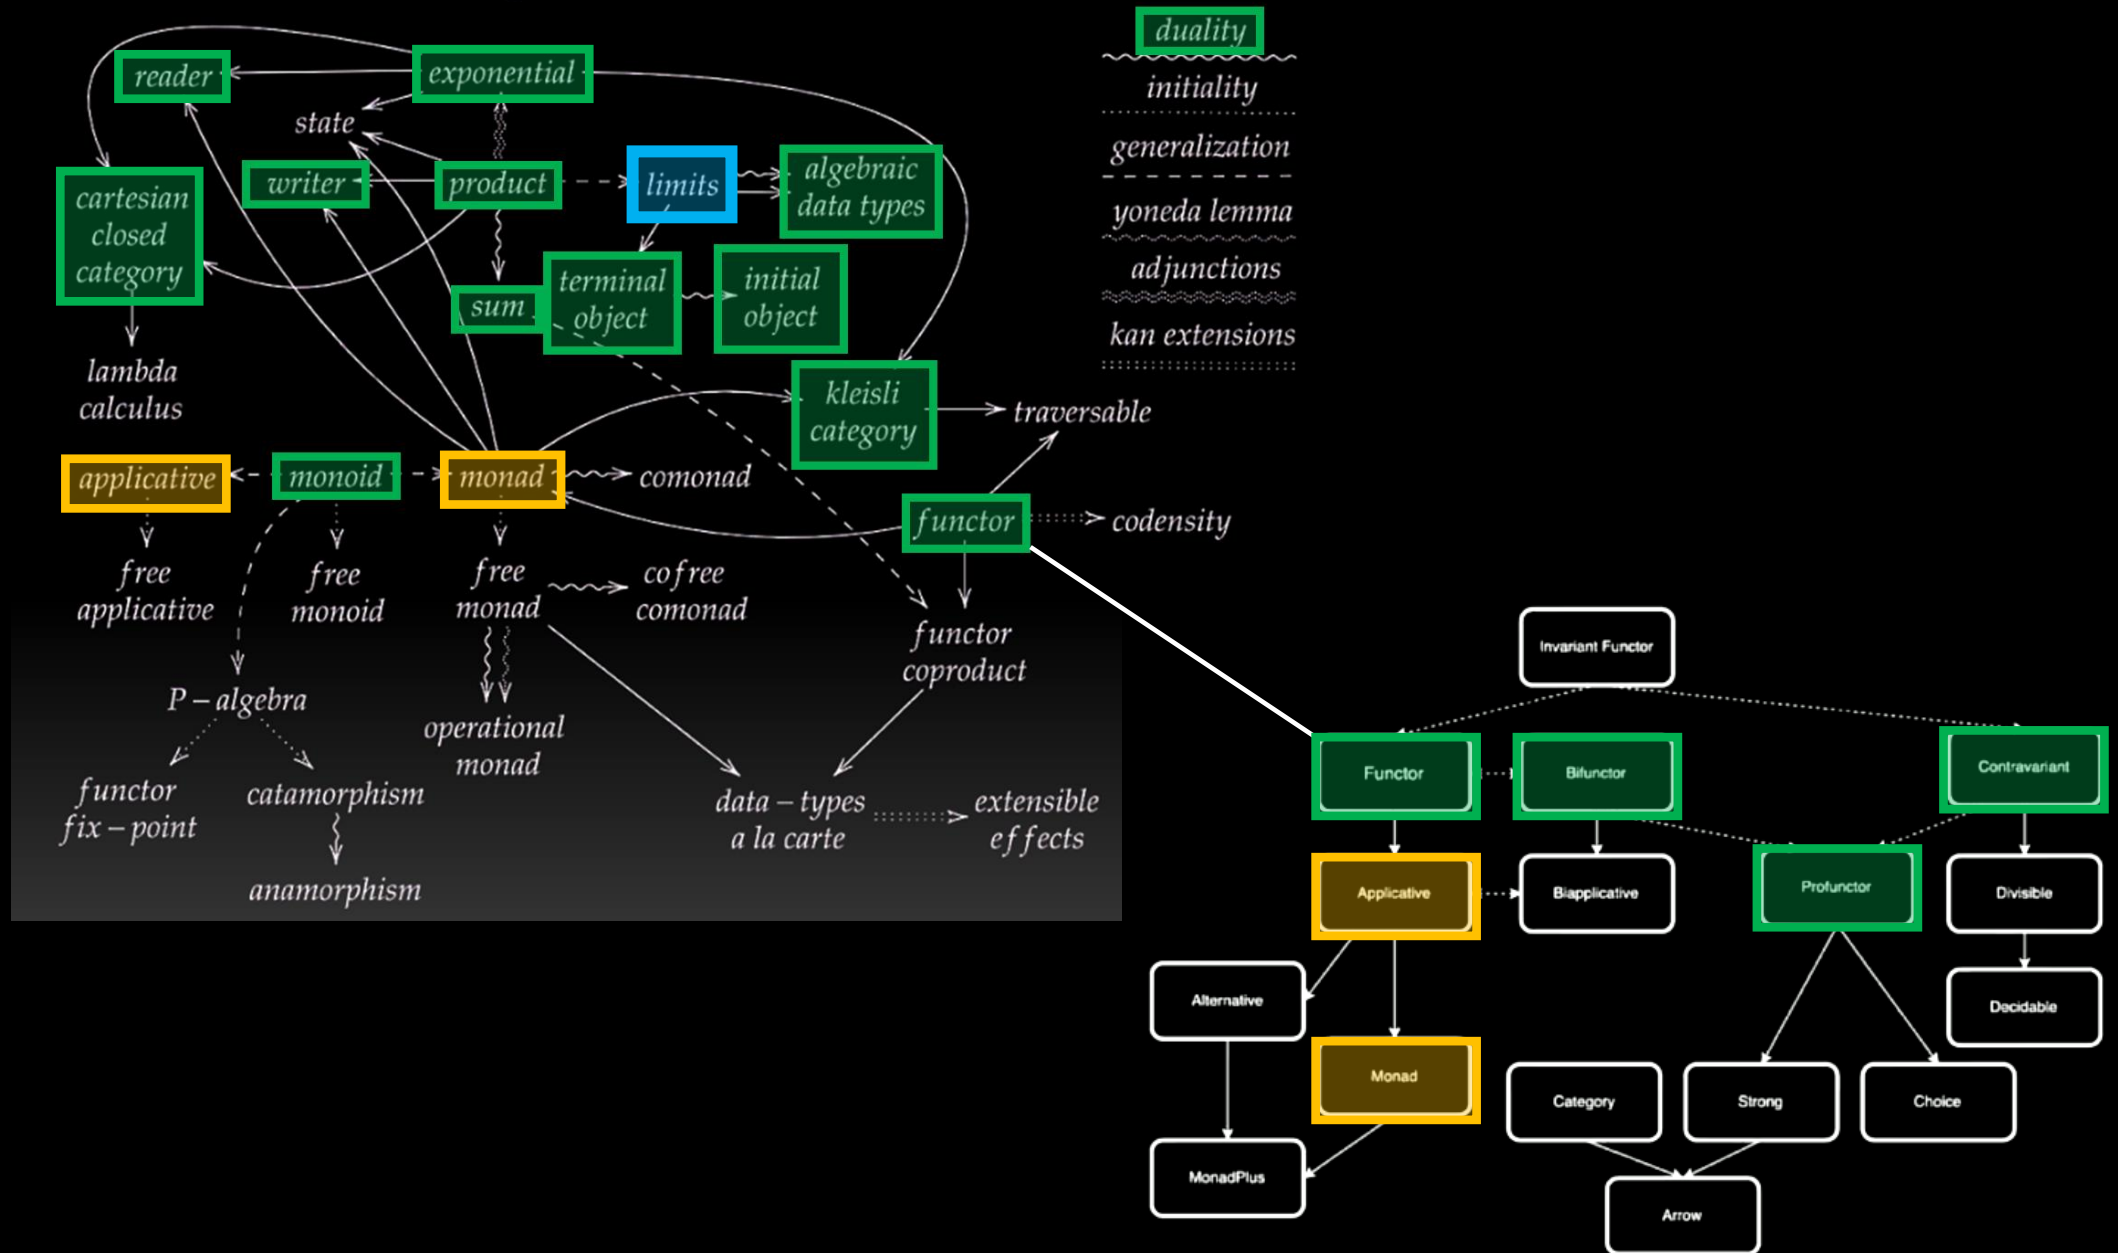 duality
initiality
generalization
yoneda lemma
adjunctions
kan extensions
reader
exponential
state
cartesian
closed
category
writer
product
limits
algebraic
data types
sum
terminal
object
initial
object
lambda
calculus
kleisli
category
traversable
applicative
monoid
monad
comonad
functor
codensity
free
applicative
free
monoid
free
monad
cofree
comonad
functor
coproduct
P – algebra
operational
monad
functor
fix – point
catamorphism
data – types
a la carte
extensible
effects
anamorphism
Invariant Functor
Functor
Bifunctor
Contravariant
Applicative
Biapplicative
Profunctor
Divisible
Alternative
Decidable
Monad
Category
Strong
Choice
MonadPlus
Arrow